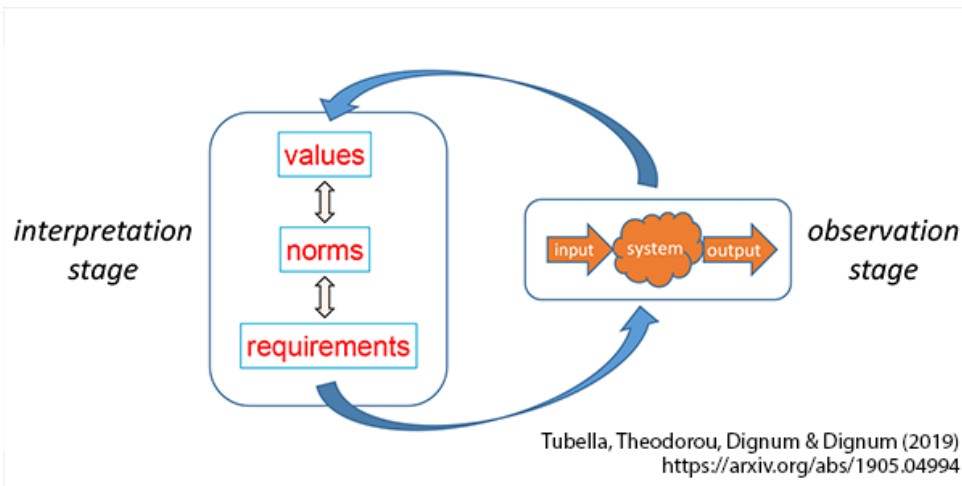 interpretation
stage
values
norms
requirements
input
system
output
observation
stage
Tubella, Theodorou, Dignum & Dignum (2019)
https://arxiv.org/abs/1905.04994